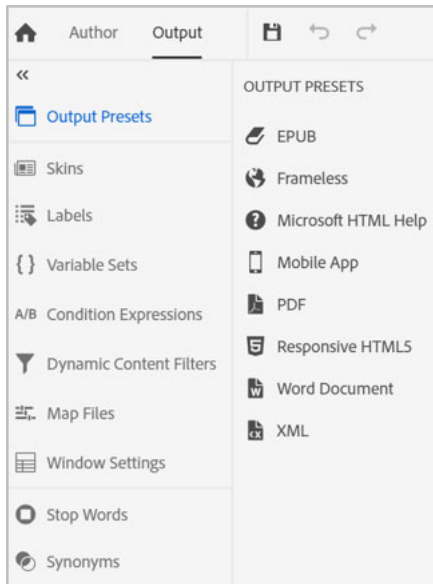 Author Output
«
Output Presets
Skins
Labels
{ } Variable Sets
A/B Condition Expressions
Dynamic Content Filters
Map Files
Window Settings
Stop Words
Synonyms
OUTPUT PRESETS
EPUB
Frameless
Microsoft HTML Help
Mobile App
PDF
Responsive HTML5
Word Document
XML